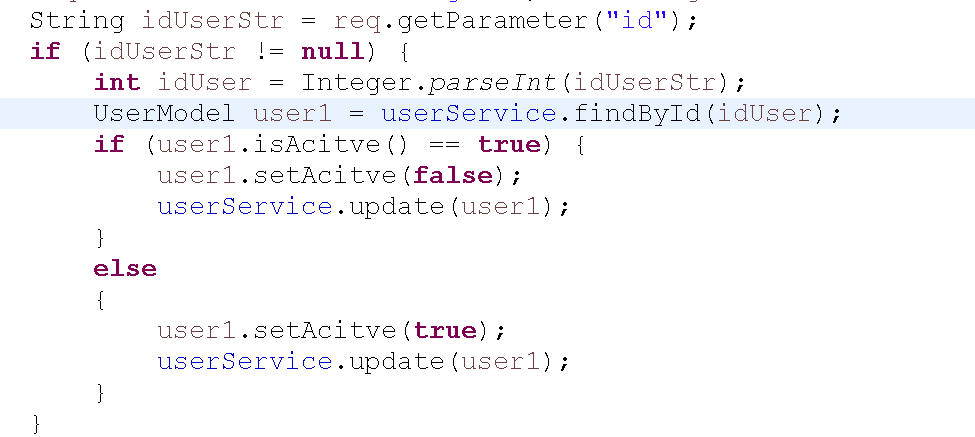 String idUserStr = req.getParameter("id");
if (idUserStr != null) {
int idUser = Integer.parseInt(idUserStr);
UserModel user1 = userService.findById(idUser);
if (user1.isAcitve() == true) {
user1.setAcitve(false);
userService.update(user1);
}
else
{
user1.setAcitve(true);
userService.update(user1);
}
}